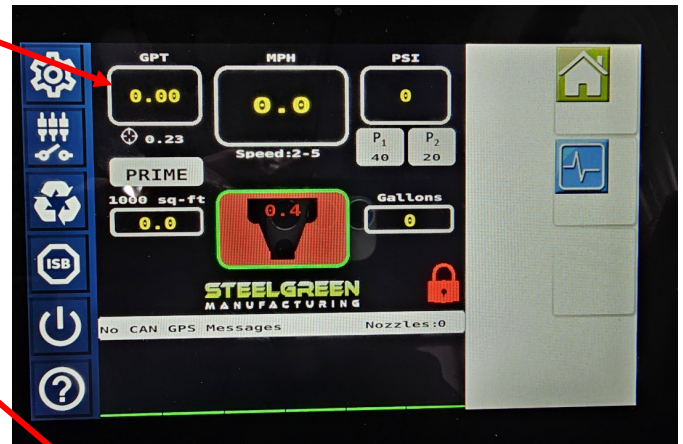 GPT MPH PSI
0.00 0.0 0
0.23 Speed:2-5 P1 P2
40 20
PRIME
1000 sq-ft 0.4 Gallons
0.0 0
ISB
STEELGREEN
MANUFACTURING
No CAN GPS Messages Nozzles:0
?